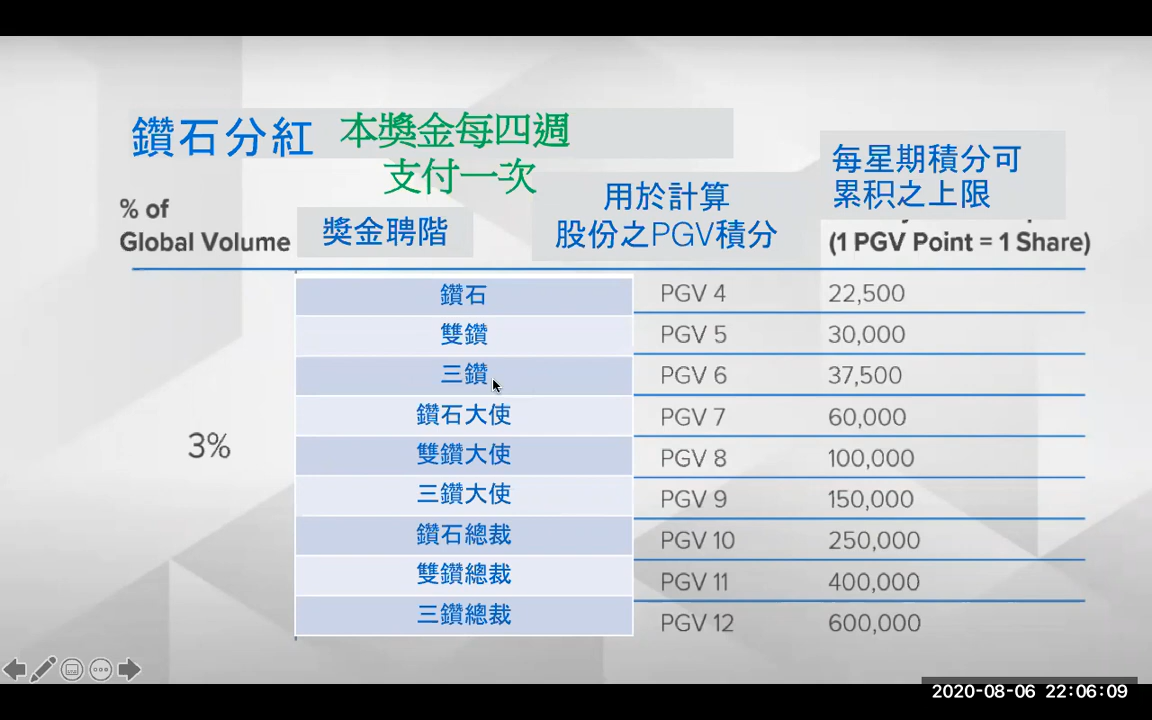 鑽石分紅
本獎金每四週
支付一次
每星期積分可
累积之上限
% of
Global Volume
獎金聘階
用於計算
股份之PGV積分
(1 PGV Point = 1 Share)
鑽石 PGV 4 22,500
雙鑽 PGV 5 30,000
三鑽 PGV 6 37,500
鑽石大使 PGV 7 60,000
3%
雙鑽大使 PGV 8 100,000
三鑽大使 PGV 9 150,000
鑽石總裁 PGV 10 250,000
雙鑽總裁 PGV 11 400,000
三鑽總裁 PGV 12 600,000
2020-08-06 22:06:09